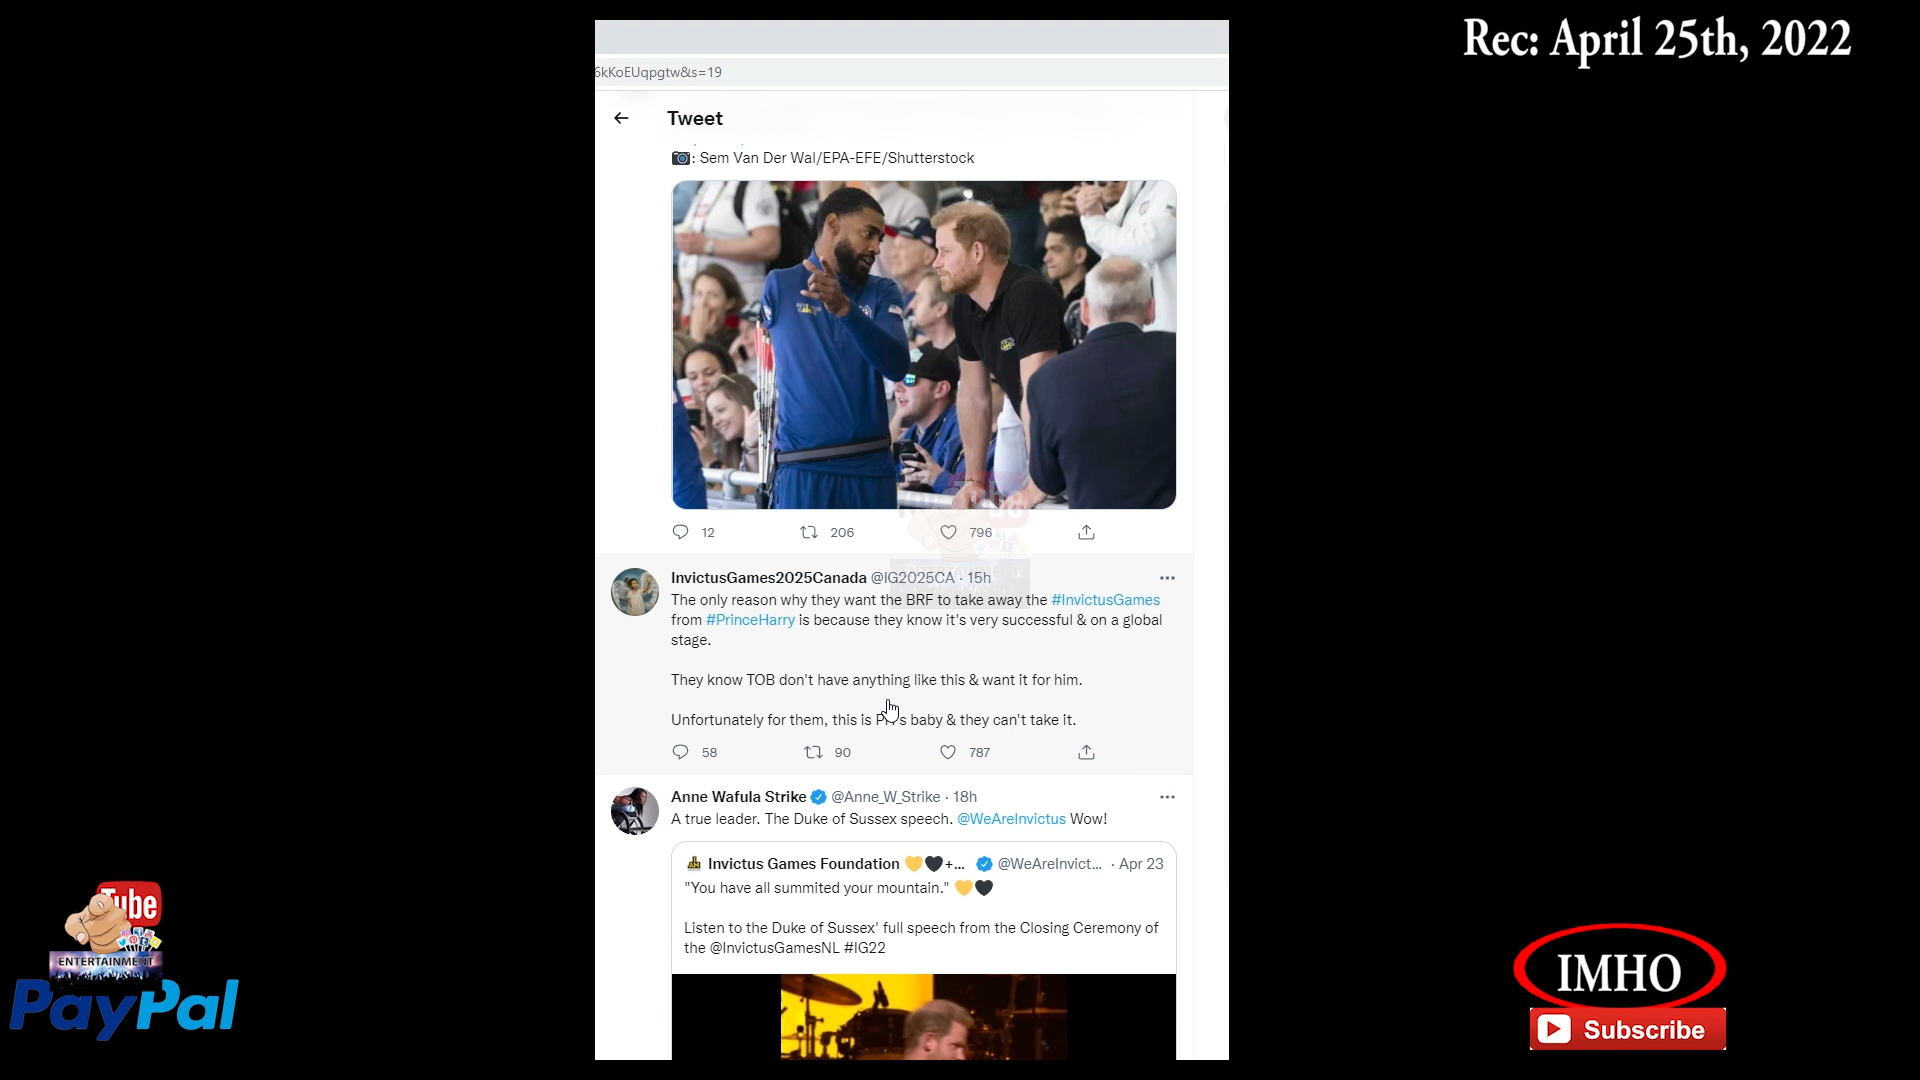 Rec: April 25th, 2022
6kKoEUqpgtw&s=19
Tweet
: Sem Van Der Wal/EPA-EFE/Shutterstock
12 206 796
InvictusGames2025Canada @IG2025CA · 15h
The only reason why they want the BRF to take away the #InvictusGames
from #PrinceHarry is because they know it's very successful & on a global
stage.
They know TOB don't have anything like this & want it for him.
Unfortunately for them, this is PH's baby & they can't take it.
58 90 787
Anne Wafula Strike @Anne_W_Strike · 18h
A true leader. The Duke of Sussex speech. @WeAreInvictus Wow!
Invictus Games Foundation +... @WeAreInvict... · Apr 23
"You have all summited your mountain."
Listen to the Duke of Sussex' full speech from the Closing Ceremony of
the @InvictusGamesNL #IG22
Tube
ENTERTAINMENT
PayPal
IMHO
Subscribe